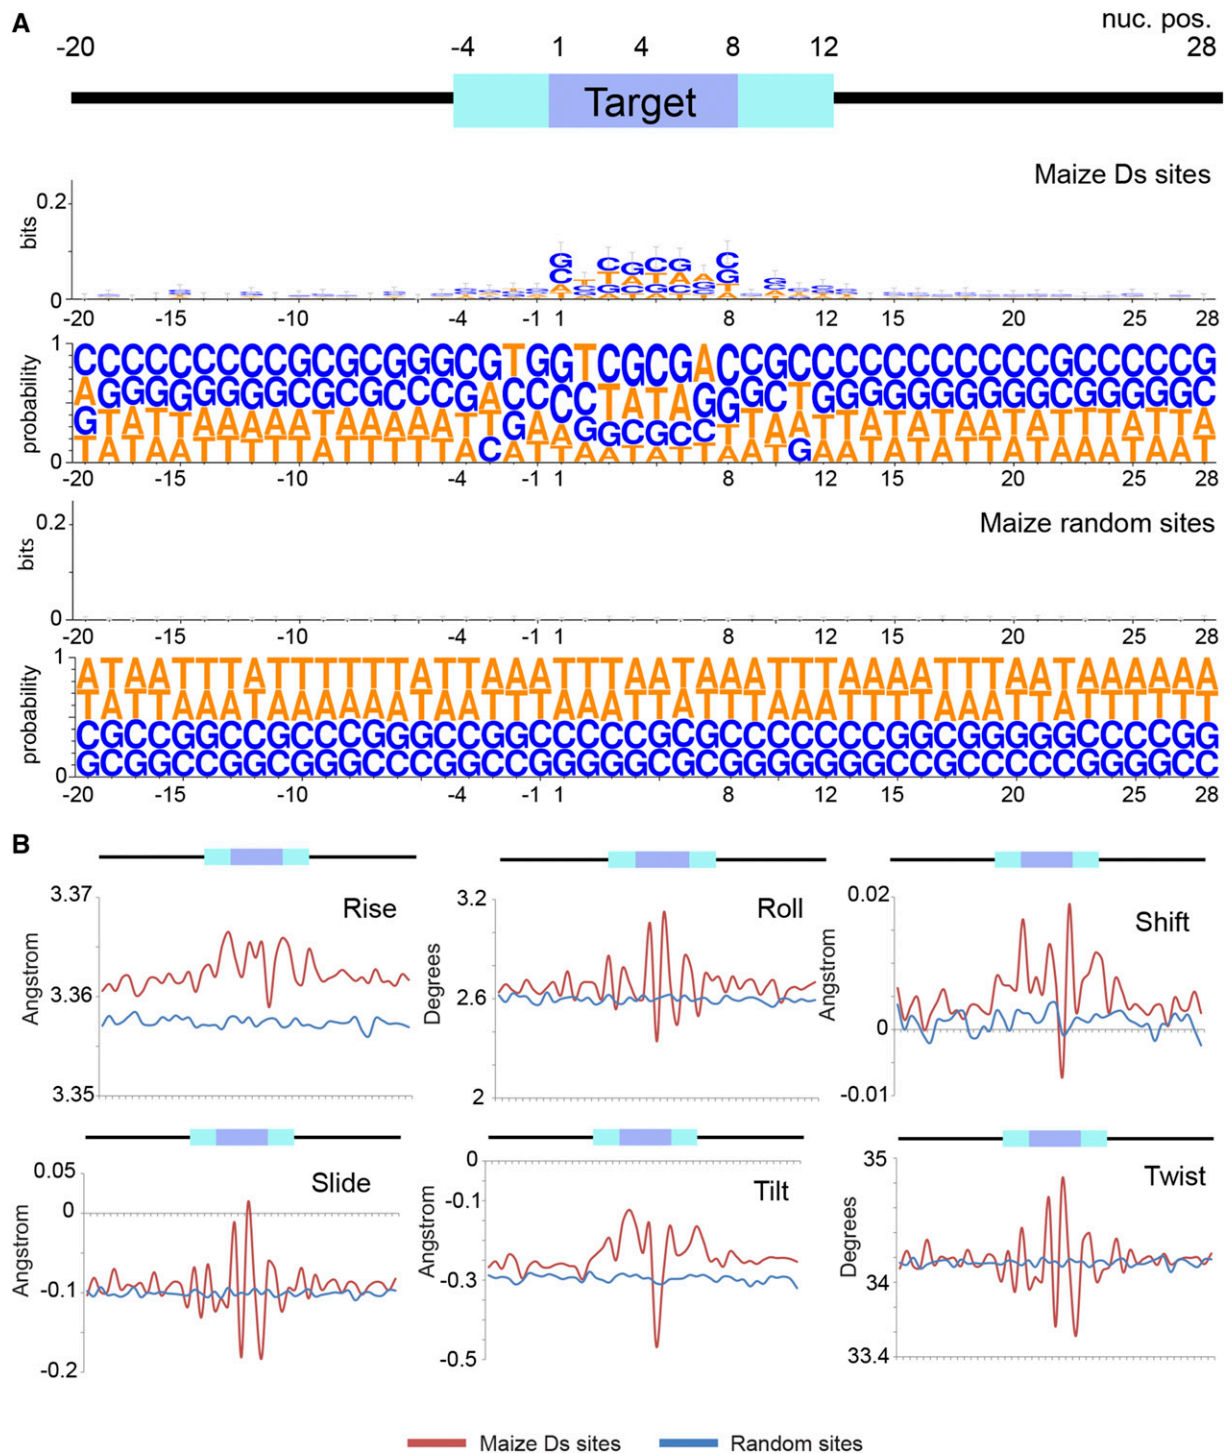 A
nuc. pos.
-20 -4 1 4 8 12 28
Target
Maize Ds sites
bits
0.2
0
-20 -15 -10 -4 -1 1 8 12 15 20 25 28
probability
1
CCCCCCCCCGCGCGGGCGTGGTCGCGACCGCCCCCCCCCCCGCCCCCG
0
-20 -15 -10 -4 -1 1 8 12 15 20 25 28
Maize random sites
bits
0.2
0
-20 -15 -10 -4 -1 1 8 12 15 20 25 28
probability
1
ATAATTTATTTTTTATTAAATTTAATAAATTTAAAATTTAATAAAAAA
0
-20 -15 -10 -4 -1 1 8 12 15 20 25 28
B
Rise
Angstrom
3.37
3.36
3.35
Roll
Degrees
3.2
2.6
2
Shift
Angstrom
0.02
0
-0.01
Slide
Angstrom
0.05
0
-0.1
-0.2
Tilt
Angstrom
0
-0.1
-0.3
-0.5
Twist
Degrees
35
34
33.4
Maize Ds sites
Random sites